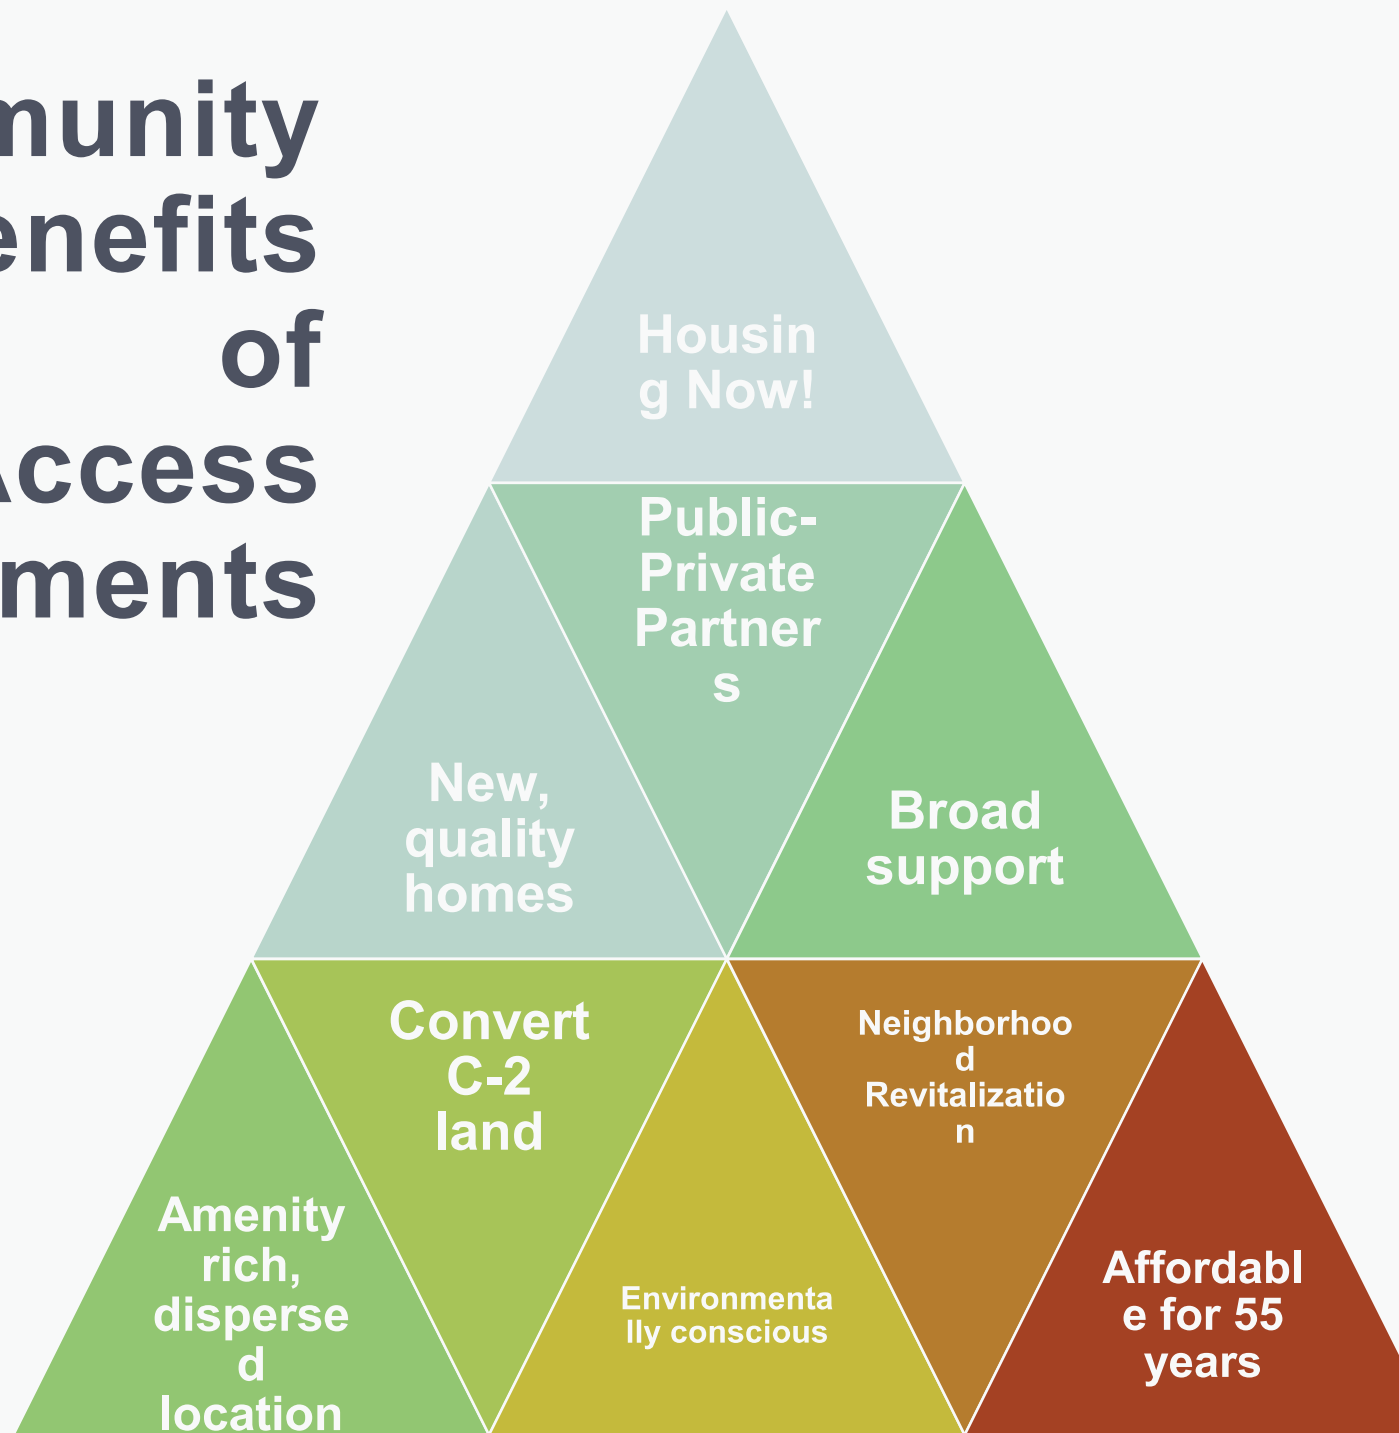 munity
enefits
of
Access
ments
Housin
g Now!
Public-
Private
Partner
s
New,
quality
homes
Broad
support
Convert
C-2
land
Neighborhoo
d
Revitalizatio
n
Amenity
rich,
disperse
d
location
Environmenta
lly conscious
Affordabl
e for 55
years